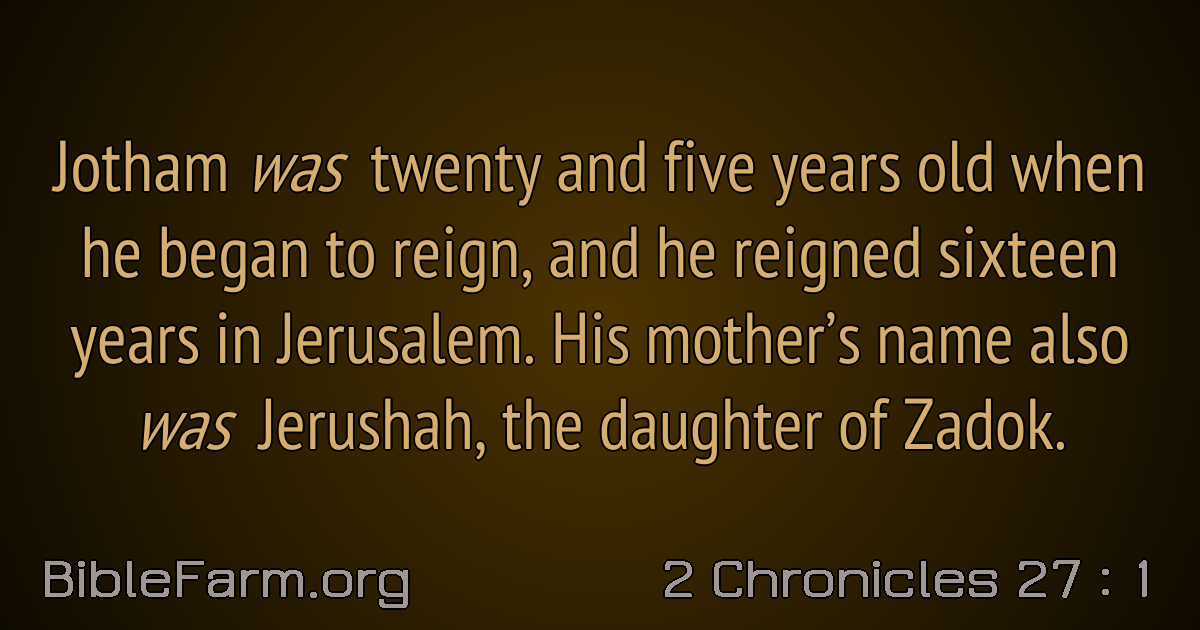 Jotham was twenty and five years old when
he began to reign, and he reigned sixteen
years in Jerusalem. His mother’s name also
was Jerushah, the daughter of Zadok.
BibleFarm.org
2 Chronicles 27 : 1